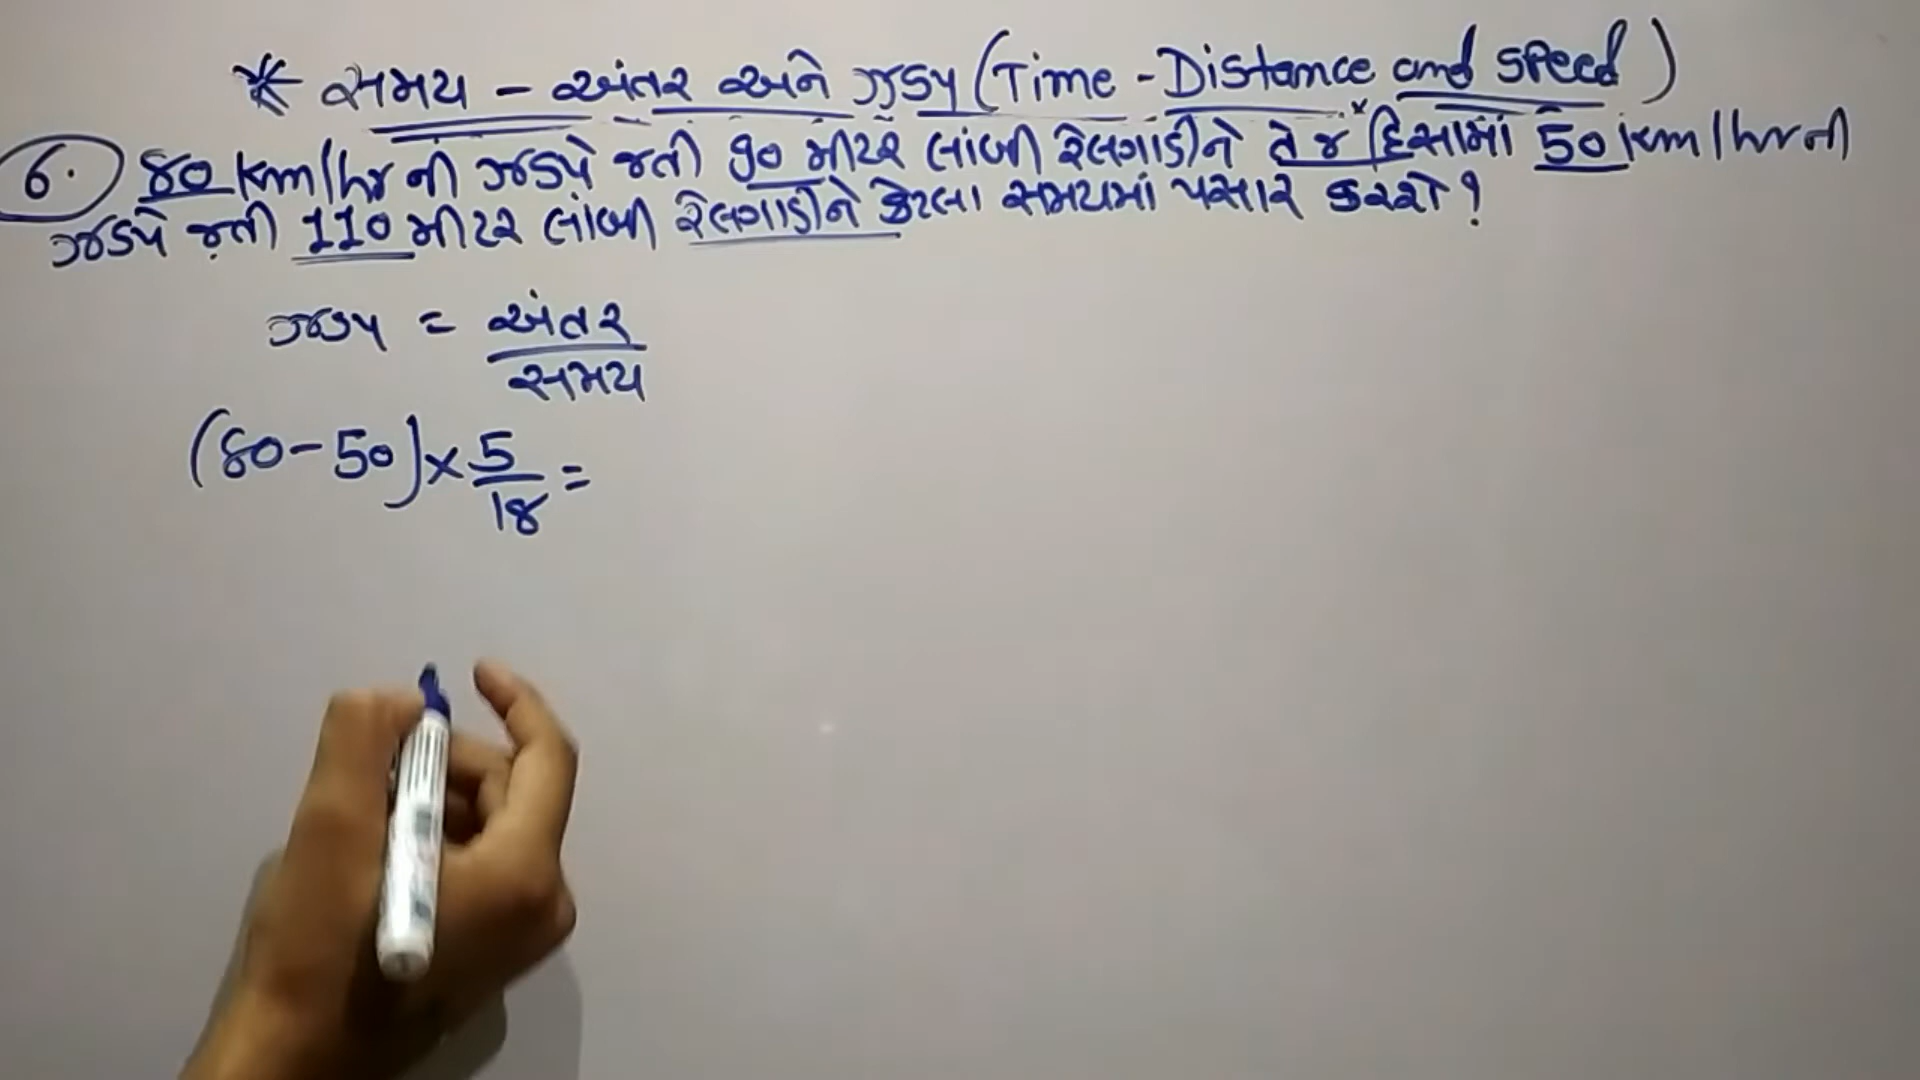 * સમય - અંતર અને ઝડપ (Time - Distance and speed)
6. 80 km/hr ની ઝડપે જતી 90 મીટર લાંબી રેલગાડીને તે જ દિસામાં 50 km/hr ની
ઝડપે જતી 110 મીટર લાંબી રેલગાડીને કેટલા સમયમાં પસાર કરશે?
ઝડપ = અંતર
સમય
(80-50) × 5
18 =